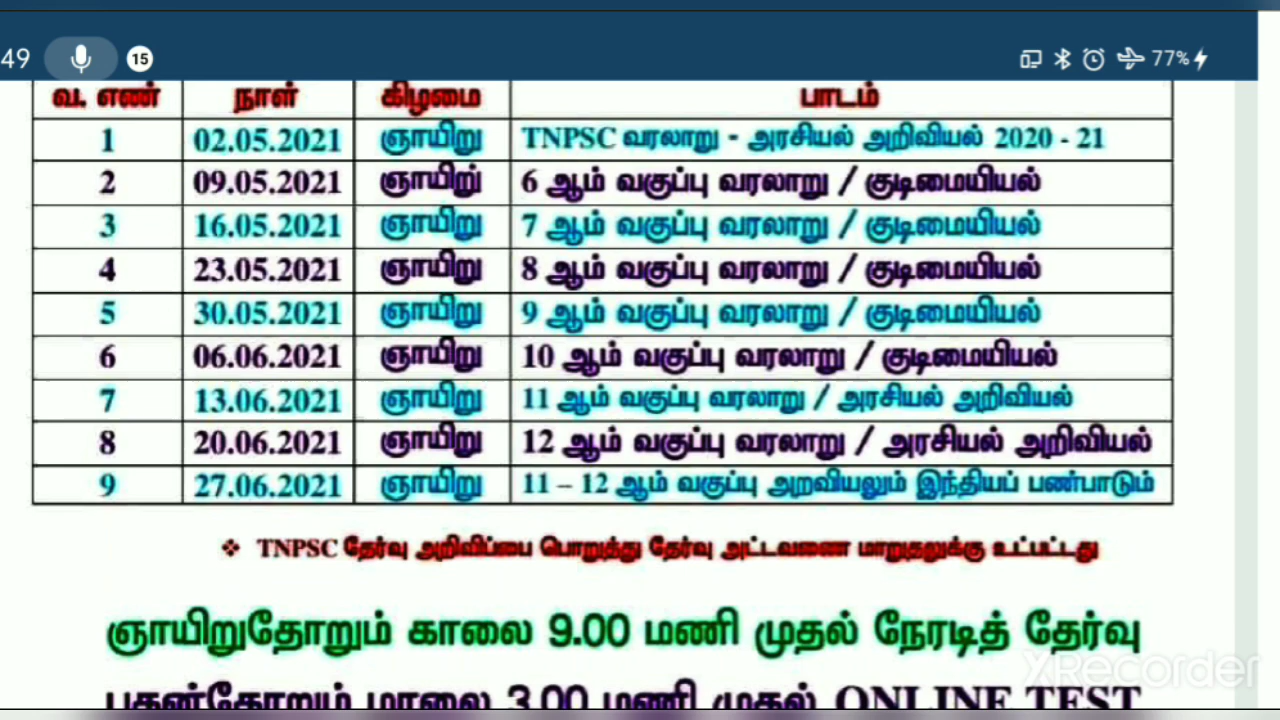 49 15 77%
வ. எண் நாள் கிழமை பாடம்
1 02.05.2021 ஞாயிறு TNPSC வரலாறு - அரசியல் அறிவியல் 2020 - 21
2 09.05.2021 ஞாயிறு 6 ஆம் வகுப்பு வரலாறு / குடிமையியல்
3 16.05.2021 ஞாயிறு 7 ஆம் வகுப்பு வரலாறு / குடிமையியல்
4 23.05.2021 ஞாயிறு 8 ஆம் வகுப்பு வரலாறு / குடிமையியல்
5 30.05.2021 ஞாயிறு 9 ஆம் வகுப்பு வரலாறு / குடிமையியல்
6 06.06.2021 ஞாயிறு 10 ஆம் வகுப்பு வரலாறு / குடிமையியல்
7 13.06.2021 ஞாயிறு 11 ஆம் வகுப்பு வரலாறு / அரசியல் அறிவியல்
8 20.06.2021 ஞாயிறு 12 ஆம் வகுப்பு வரலாறு / அரசியல் அறிவியல்
9 27.06.2021 ஞாயிறு 11 – 12 ஆம் வகுப்பு அறவியலும் இந்தியப் பண்பாடும்
❖ TNPSC தேர்வு அறிவிப்பை பொறுத்து தேர்வு அட்டவணை மாறுதலுக்கு உட்பட்டது
ஞாயிறுதோறும் காலை 9.00 மணி முதல் நேரடித் தேர்வு
மாலை 3.00 மணி முதல் ONLINE TEST
XRecorder